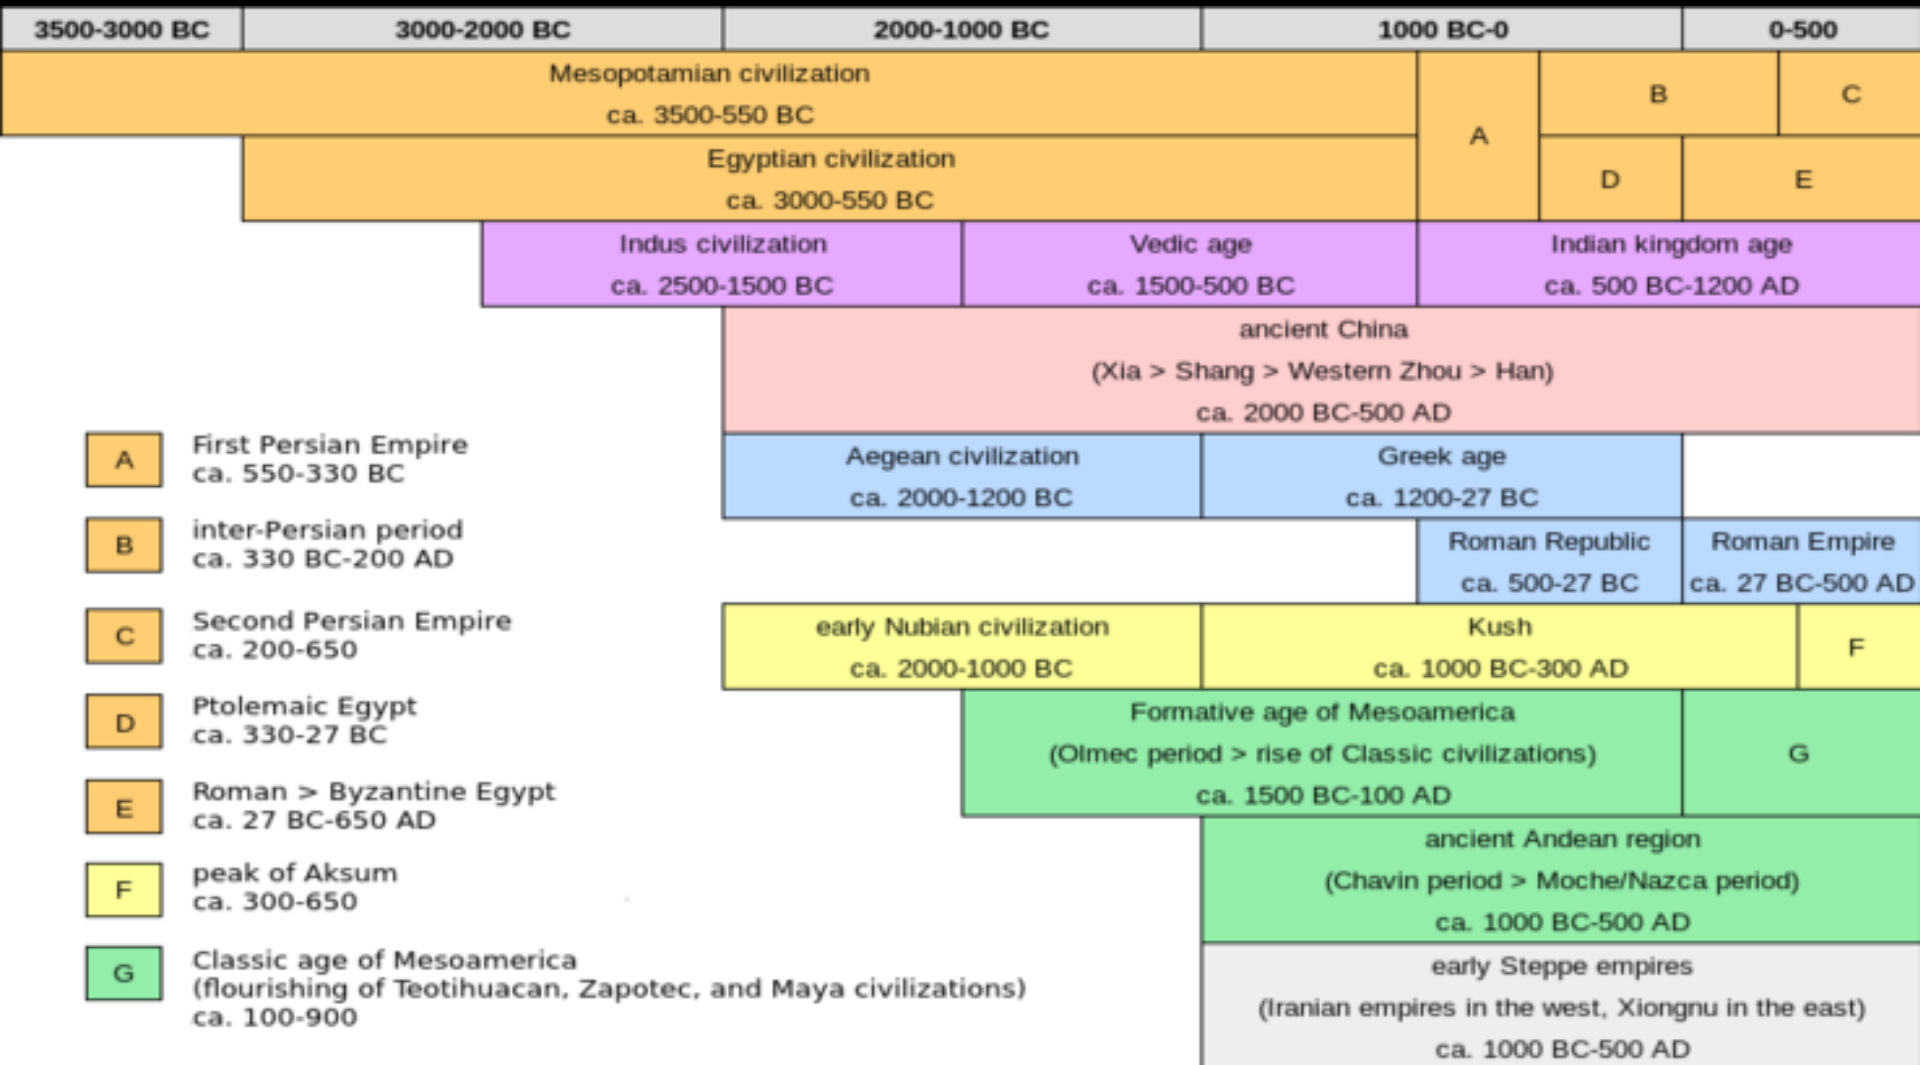 3500-3000 BC
3000-2000 BC
2000-1000 BC
1000 BC-0
0-500
Mesopotamian civilization
ca. 3500-550 BC
A
B
C
Egyptian civilization
ca. 3000-550 BC
D
E
Indus civilization
ca. 2500-1500 BC
Vedic age
ca. 1500-500 BC
Indian kingdom age
ca. 500 BC-1200 AD
ancient China
(Xia > Shang > Western Zhou > Han)
ca. 2000 BC-500 AD
Aegean civilization
ca. 2000-1200 BC
Greek age
ca. 1200-27 BC
Roman Republic
ca. 500-27 BC
Roman Empire
ca. 27 BC-500 AD
early Nubian civilization
ca. 2000-1000 BC
Kush
ca. 1000 BC-300 AD
F
Formative age of Mesoamerica
(Olmec period > rise of Classic civilizations)
ca. 1500 BC-100 AD
G
ancient Andean region
(Chavin period > Moche/Nazca period)
ca. 1000 BC-500 AD
early Steppe empires
(Iranian empires in the west, Xiongnu in the east)
ca. 1000 BC-500 AD
A
First Persian Empire
ca. 550-330 BC
B
inter-Persian period
ca. 330 BC-200 AD
C
Second Persian Empire
ca. 200-650
D
Ptolemaic Egypt
ca. 330-27 BC
E
Roman > Byzantine Egypt
ca. 27 BC-650 AD
F
peak of Aksum
ca. 300-650
G
Classic age of Mesoamerica
(flourishing of Teotihuacan, Zapotec, and Maya civilizations)
ca. 100-900